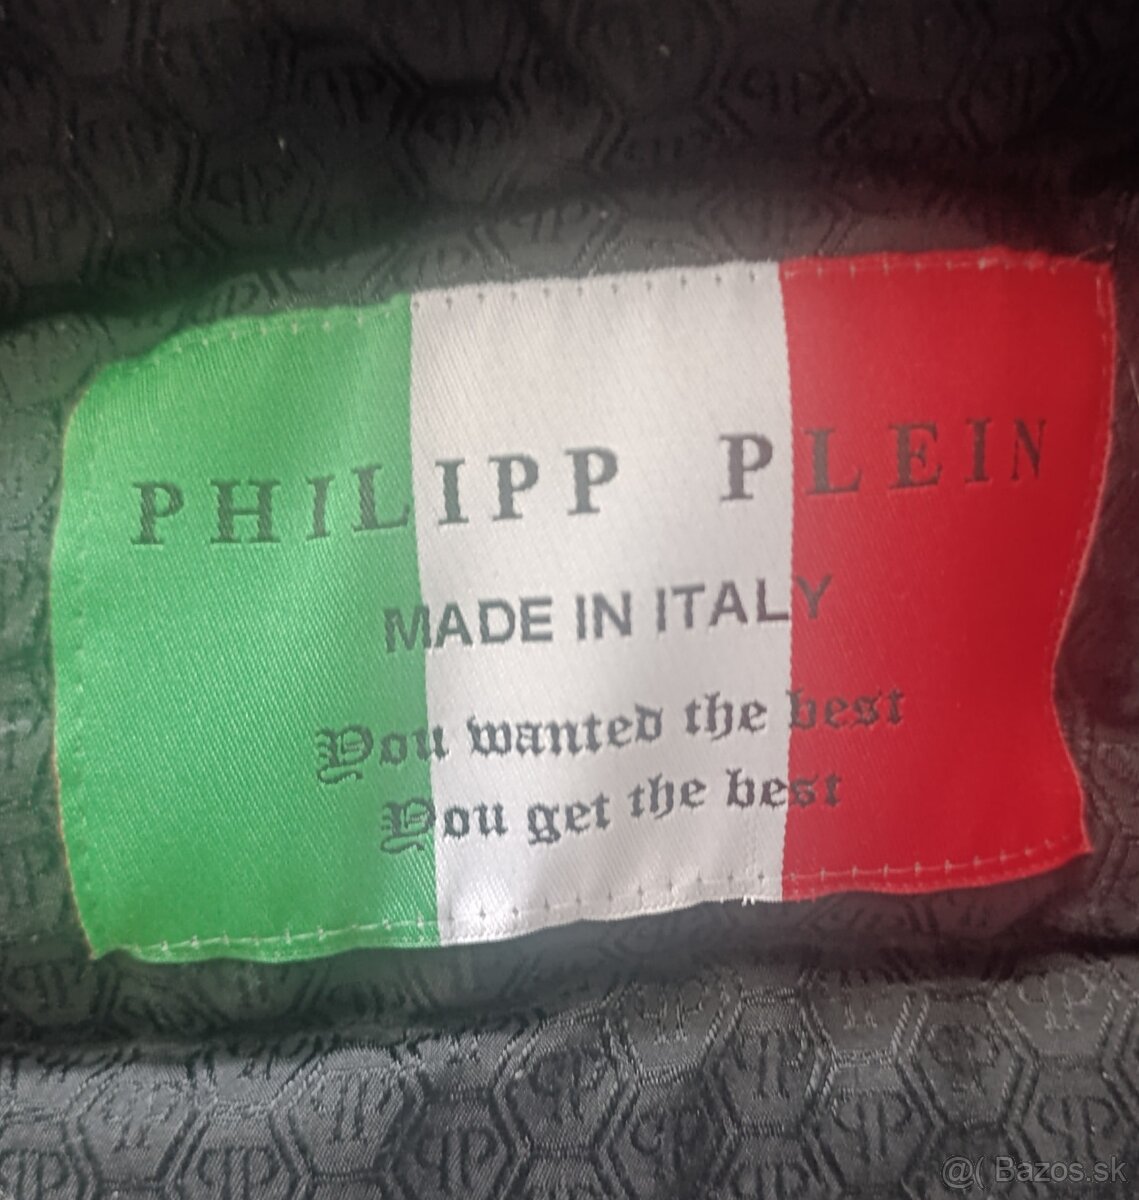 PHILIPP PLEIN
MADE IN ITALY
You wanted the best
You get the best
@( Bazos.sk